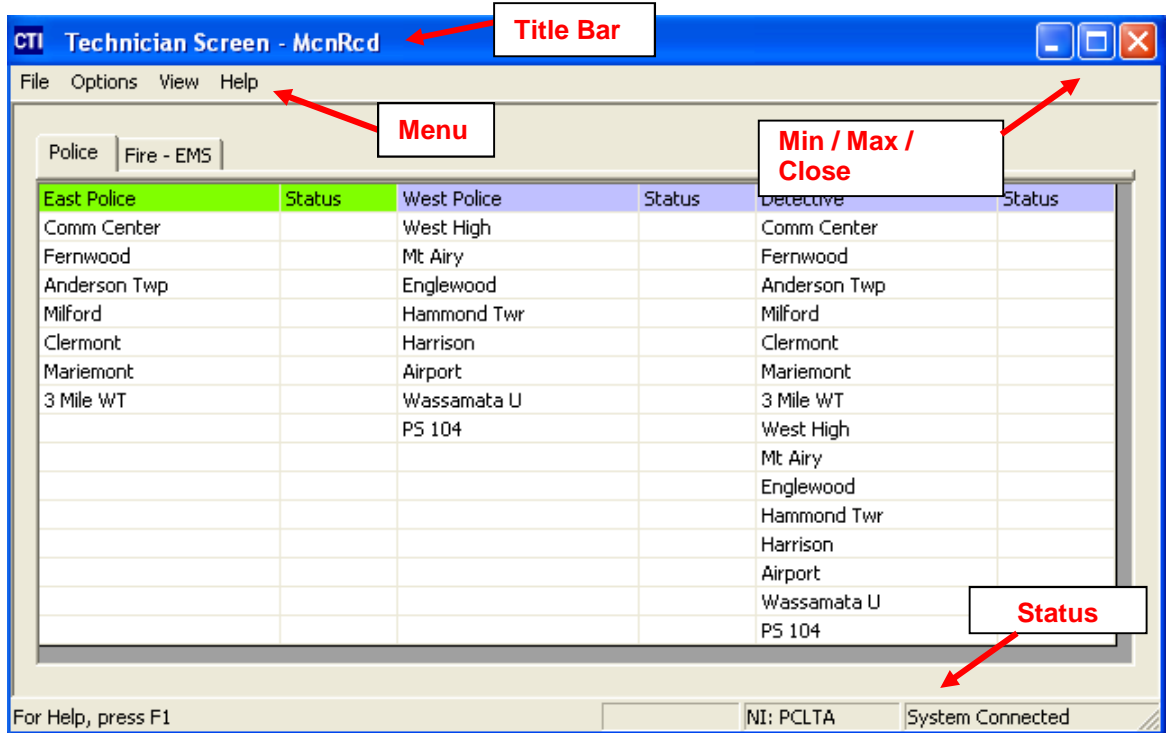 Title Bar
CTI Technician Screen - McnRcd
File Options View Help
Menu
Min / Max /
Close
Police Fire - EMS
East Police Status West Police Status Detective Status
Comm Center West High Comm Center
Fernwood Mt Airy Fernwood
Anderson Twp Englewood Anderson Twp
Milford Hammond Twr Milford
Clermont Harrison Clermont
Mariemont Airport Mariemont
3 Mile WT Wassamata U 3 Mile WT
PS 104 West High
Mt Airy
Englewood
Hammond Twr
Harrison
Airport
Wassamata U
Status
PS 104
For Help, press F1 NI: PCLTA System Connected